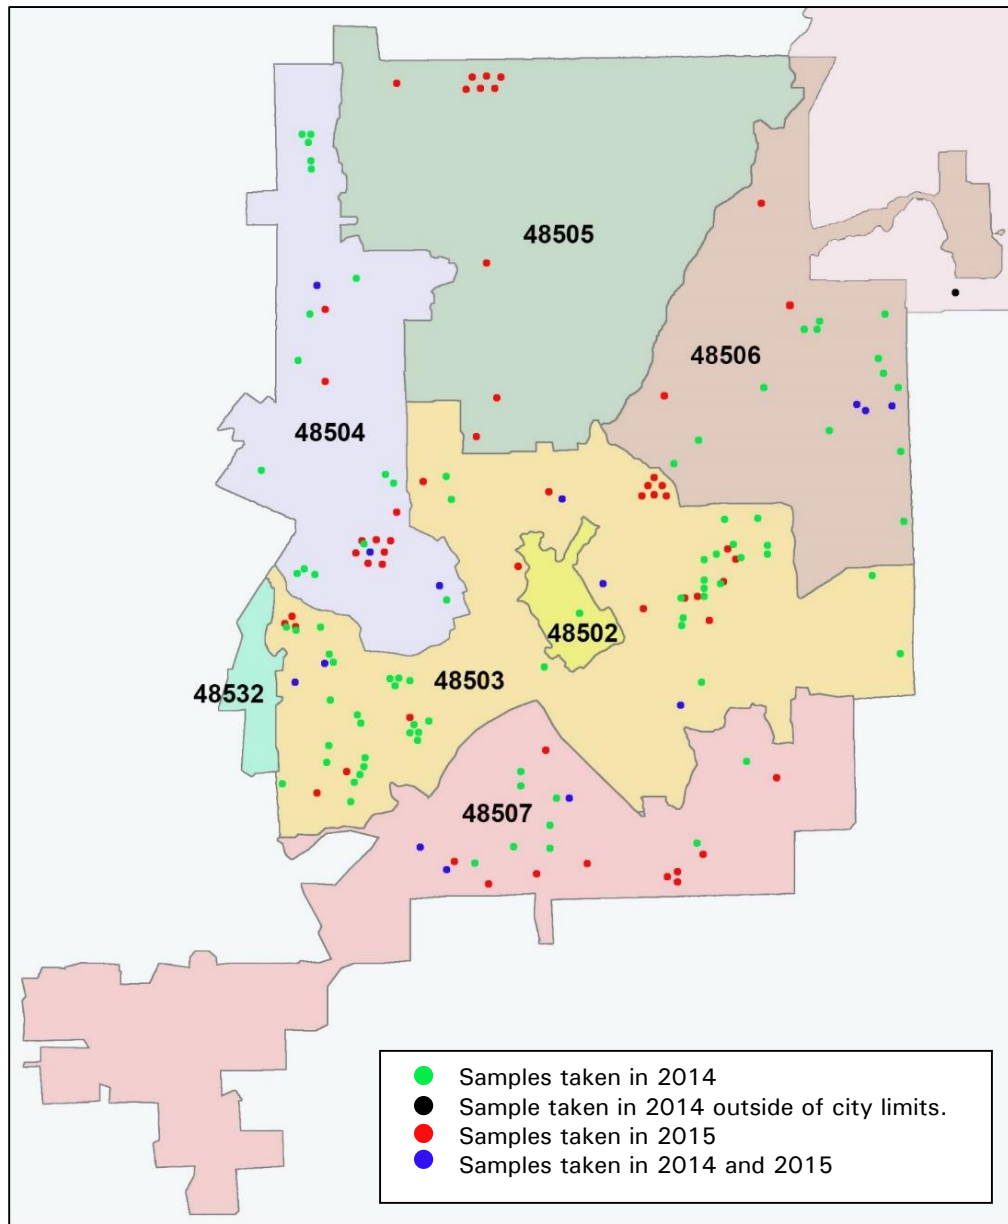 48505
48506
48504
48502
48503
48532
48507
Samples taken in 2014
Sample taken in 2014 outside of city limits.
Samples taken in 2015
Samples taken in 2014 and 2015